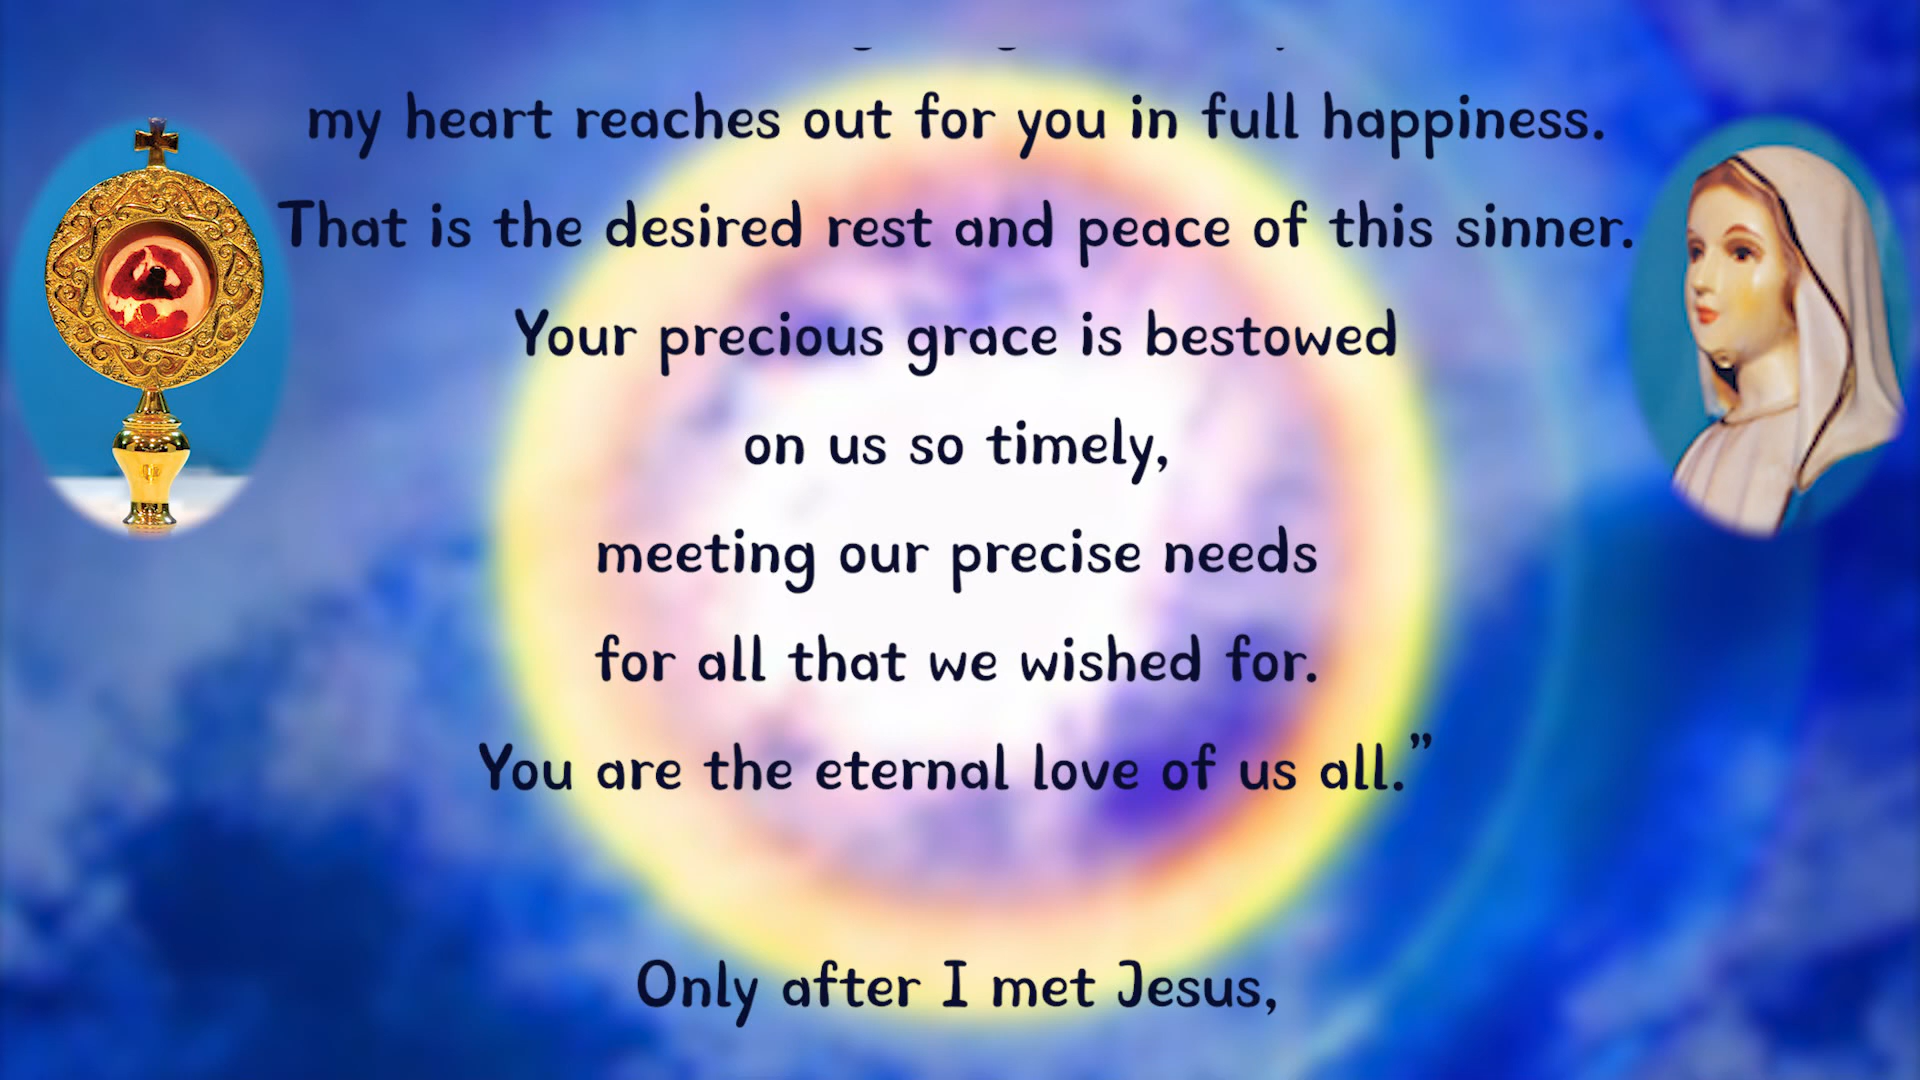 my heart reaches out for you in full happiness.
That is the desired rest and peace of this sinner.
Your precious grace is bestowed
on us so timely,
meeting our precise needs
for all that we wished for.
You are the eternal love of us all.”
Only after I met Jesus,